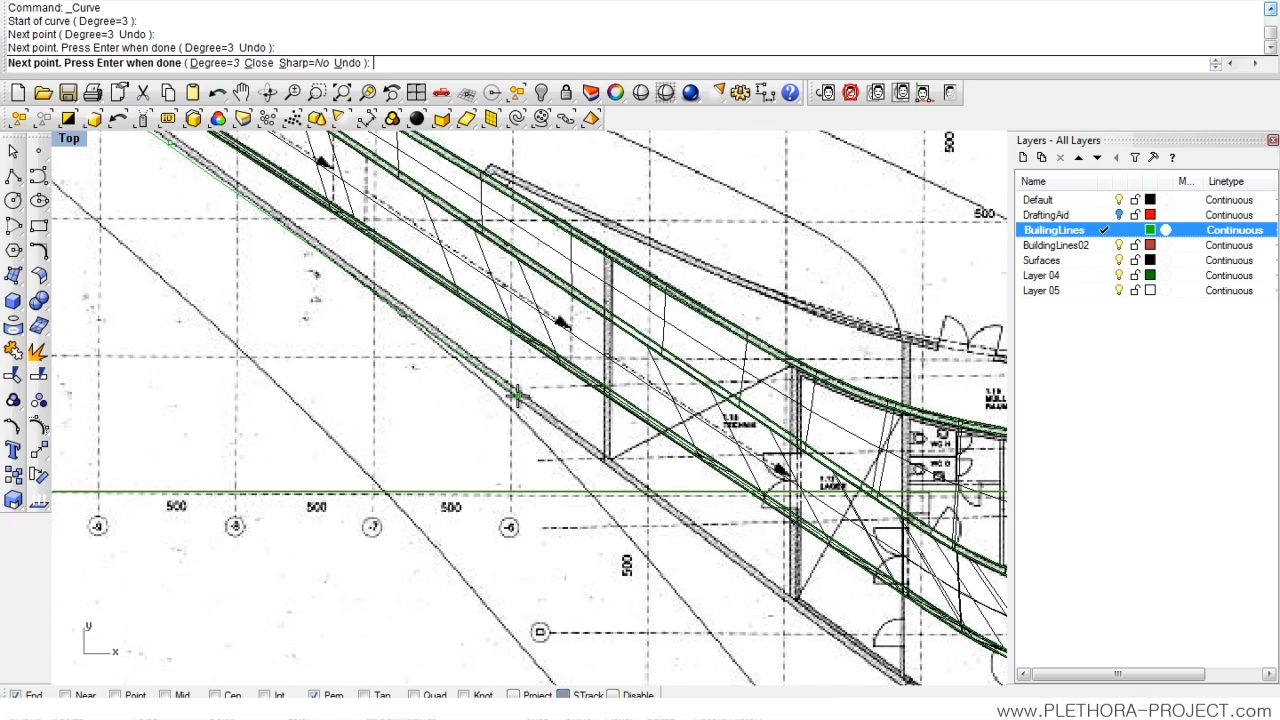 Command: _Curve
Start of curve ( Degree=3 ):
Next point ( Degree=3 Undo ):
Next point. Press Enter when done ( Degree=3 Undo ):
Next point. Press Enter when done ( Degree=3 Close Sharp=No Undo ):
Top
Layers - All Layers
Name M... Linetype
Default Continuous
DraftingAid Continuous
BuilingLines Continuous
BuildingLines02 Continuous
Surfaces Continuous
Layer 04 Continuous
Layer 05 Continuous
500
500
WC H
WC D
500 500 500
-9 -8 -7 -6
500
y
x
End Near Point Mid Cen Int Perp Tan Quad Knot Project STrack Disable
www.PLETHORA-PROJECT.com